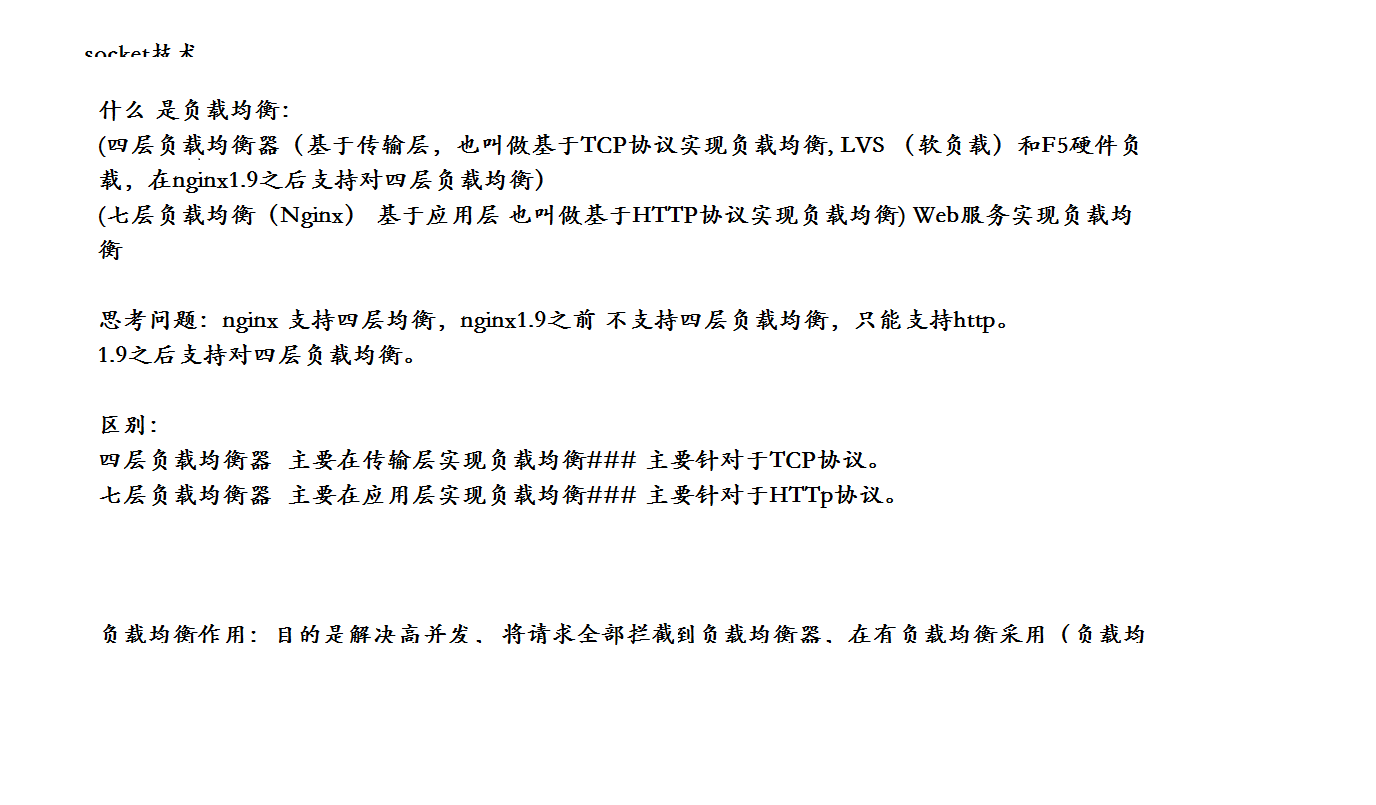 socket技术
什么 是负载均衡：
(四层负载均衡器（基于传输层，也叫做基于TCP协议实现负载均衡, LVS （软负载）和F5硬件负
载，在nginx1.9之后支持对四层负载均衡）
(七层负载均衡（Nginx） 基于应用层 也叫做基于HTTP协议实现负载均衡) Web服务实现负载均
衡
思考问题：nginx 支持四层均衡，nginx1.9之前 不支持四层负载均衡，只能支持http。
1.9之后支持对四层负载均衡。
区别：
四层负载均衡器 主要在传输层实现负载均衡### 主要针对于TCP协议。
七层负载均衡器 主要在应用层实现负载均衡### 主要针对于HTTp协议。
负载均衡作用：目的是解决高并发，将请求全部拦截到负载均衡器，在有负载均衡采用（负载均